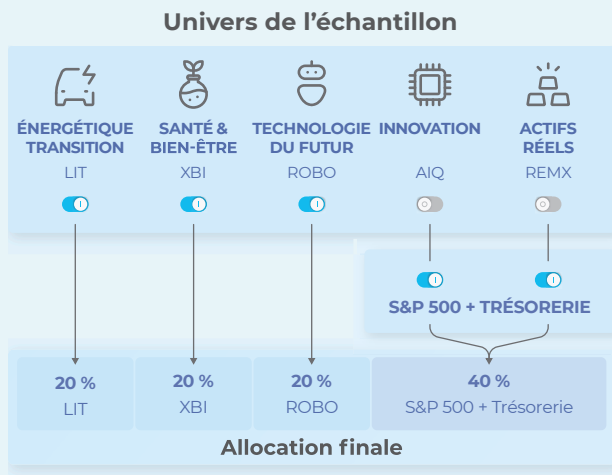 Univers de l'échantillon
ÉNERGÉTIQUE TRANSITION
LIT
SANTÉ & BIEN-ÊTRE
XBI
TECHNOLOGIE DU FUTUR
ROBO
INNOVATION
AIQ
ACTIFS RÉELS
REMX
S&P 500 + TRÉSORERIE
20 %
LIT
20 %
XBI
20 %
ROBO
40 %
S&P 500 + Trésorerie
Allocation finale